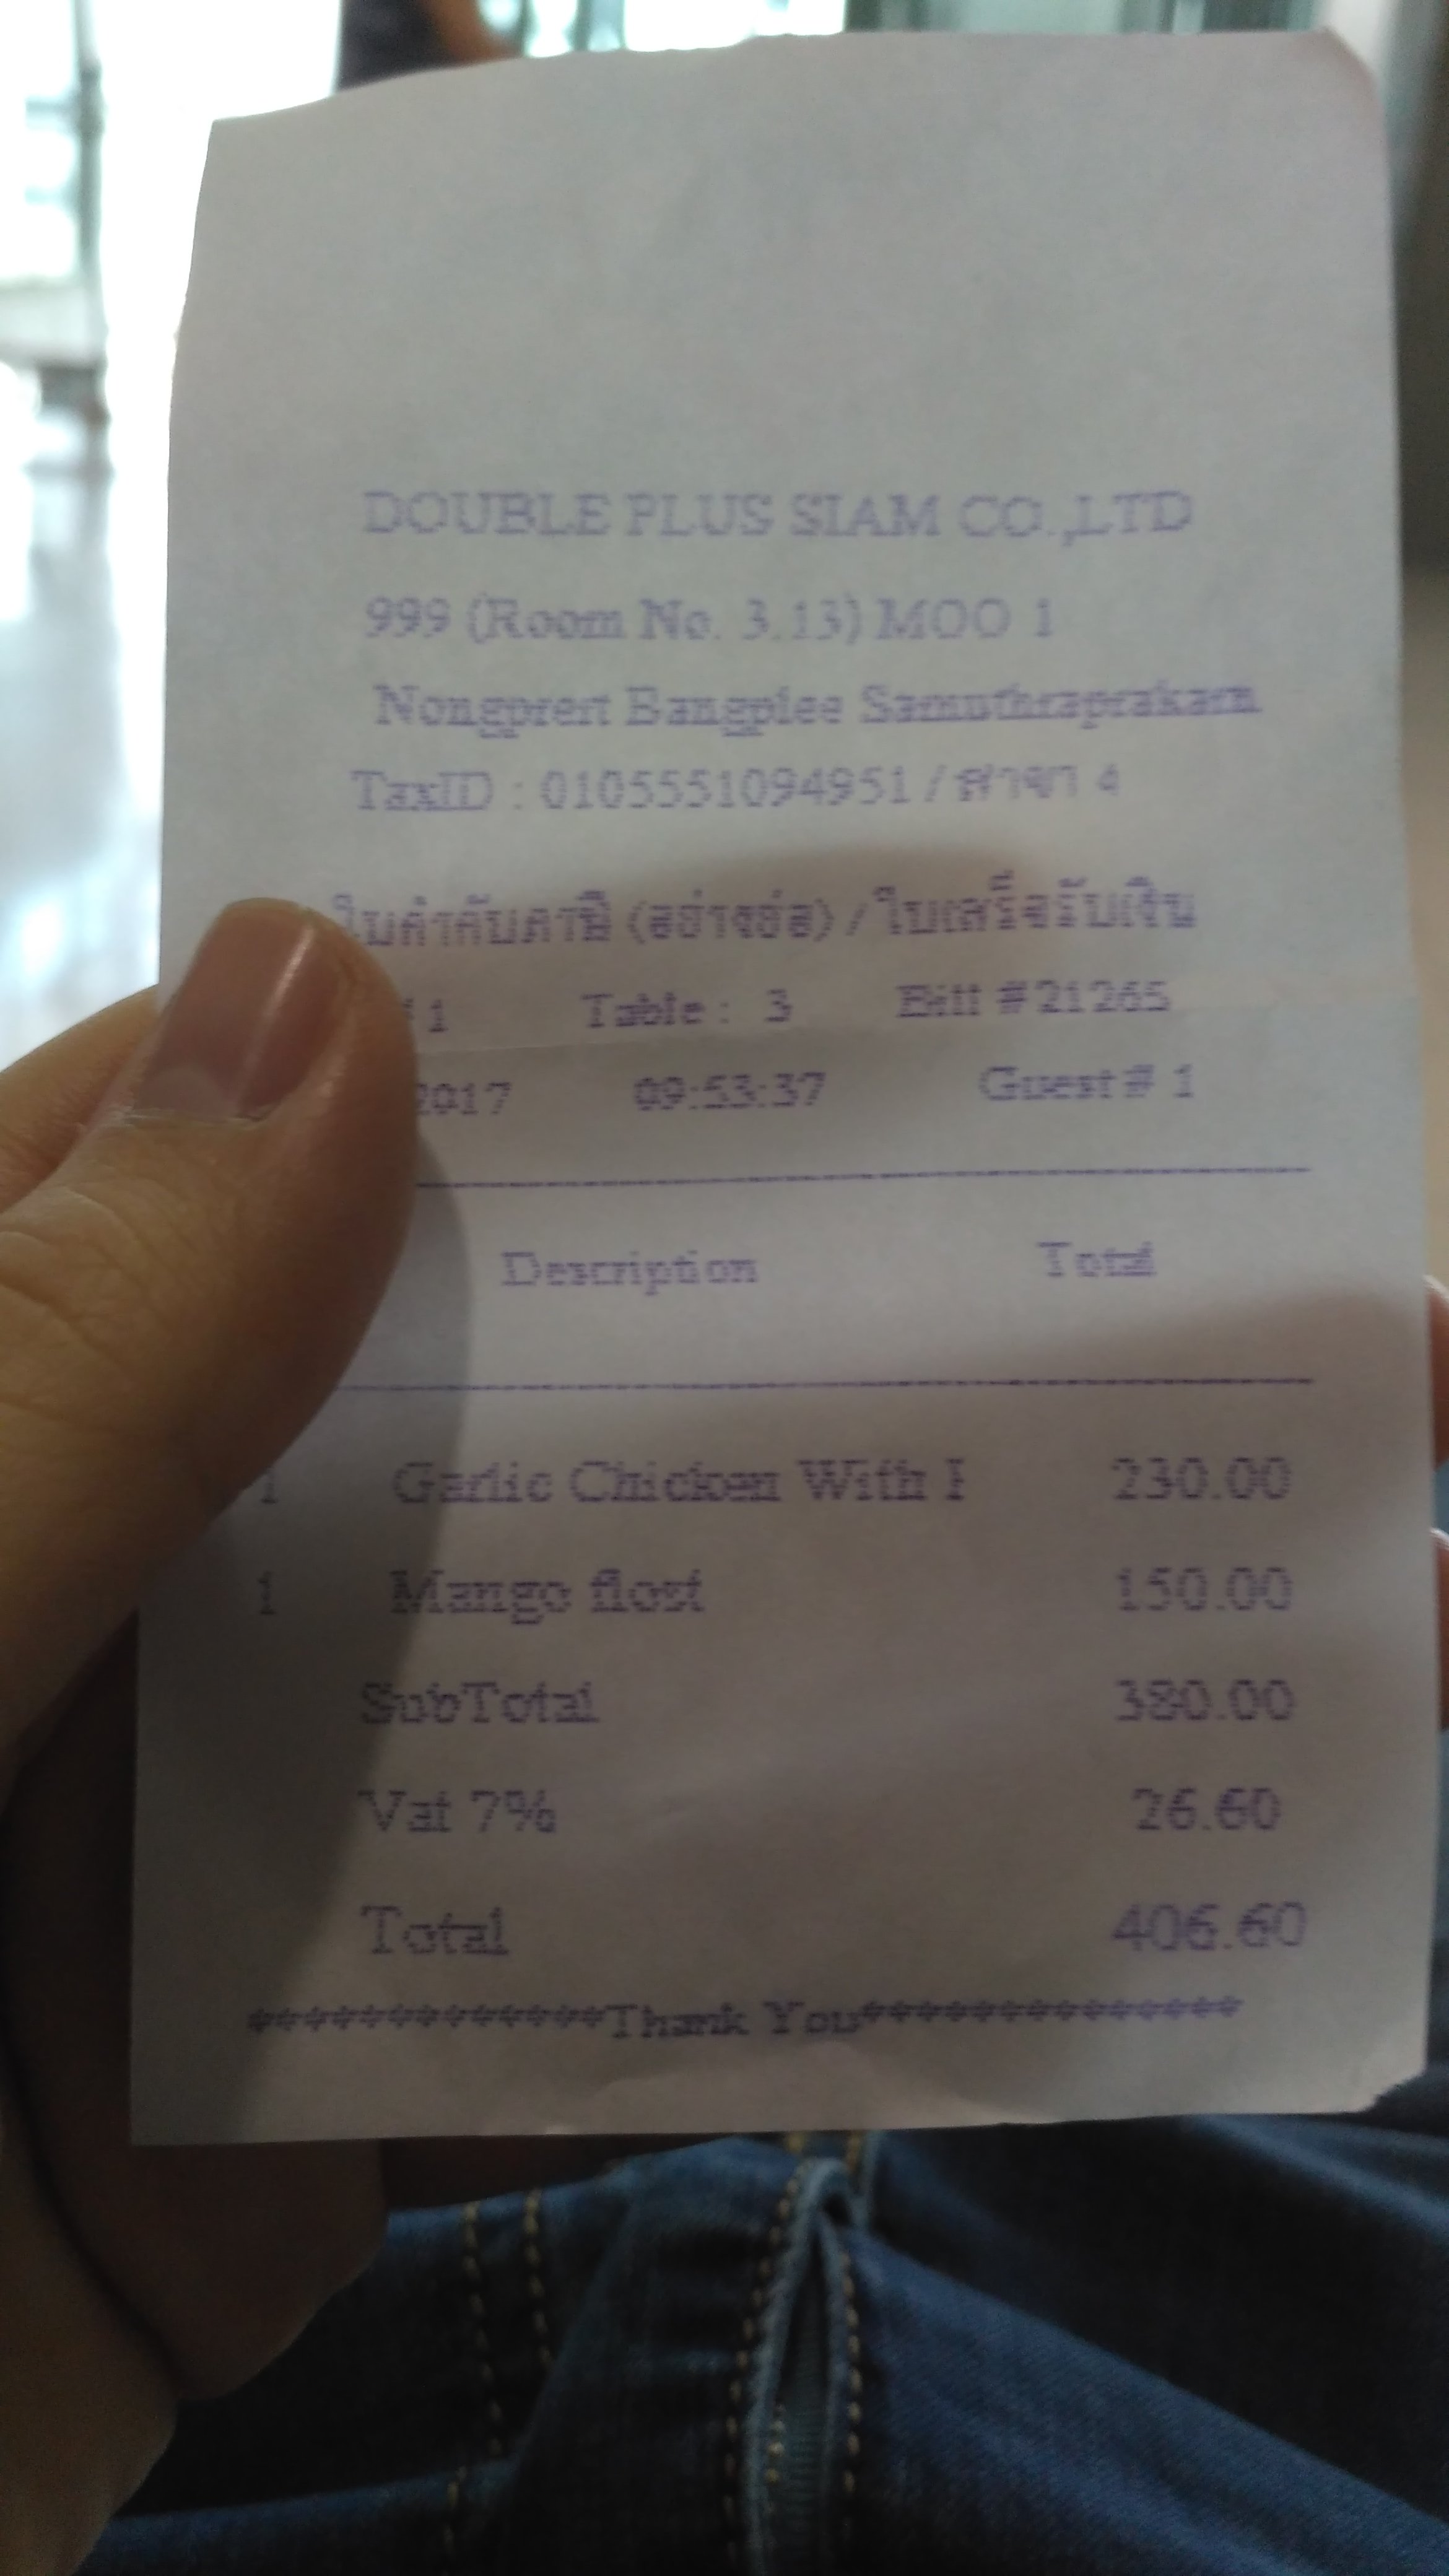 DOUBLE PLUS SIAM CO.,LTD
999 (Room No. 3.13) MOO 1
Nongprert Bangplee Samuthraprakarn
TaxID : 0105551094951 / สาขา 4
ใบกำกับภาษี (อย่างย่อ) / ใบเสร็จรับเงิน
#1 Table : 3 Bill #21265
2017 09:53:37 Guest# 1
Description Total
1 Garlic Chicken With
1 Mango flost
230.00
150.00
SubTotal 380.00
Vat 7% 26.60
Total 406.60
*************Thank You**************